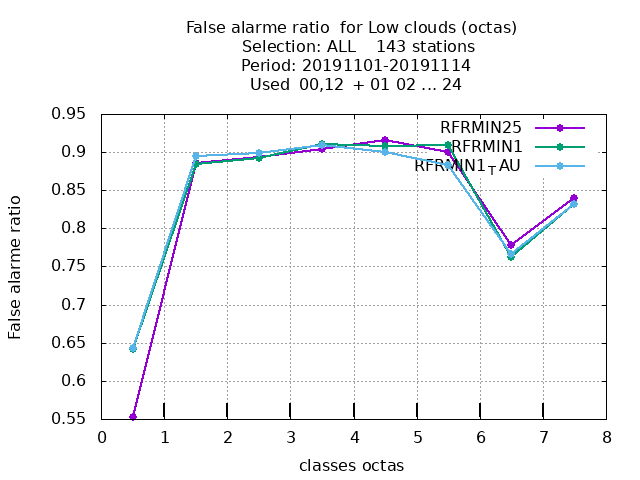 False alarme ratio  for Low clouds (octas)
Selection: ALL    143 stations
Period: 20191101-20191114
Used  00,12  + 01 02 ... 24
0.95
0.9
0.85
0.8
0.75
0.7
0.65
0.6
0.55
False alarme ratio
RFRMIN25
RFRMIN1
RFRMIN1TAU
0 1 2 3 4 5 6 7 8
classes octas